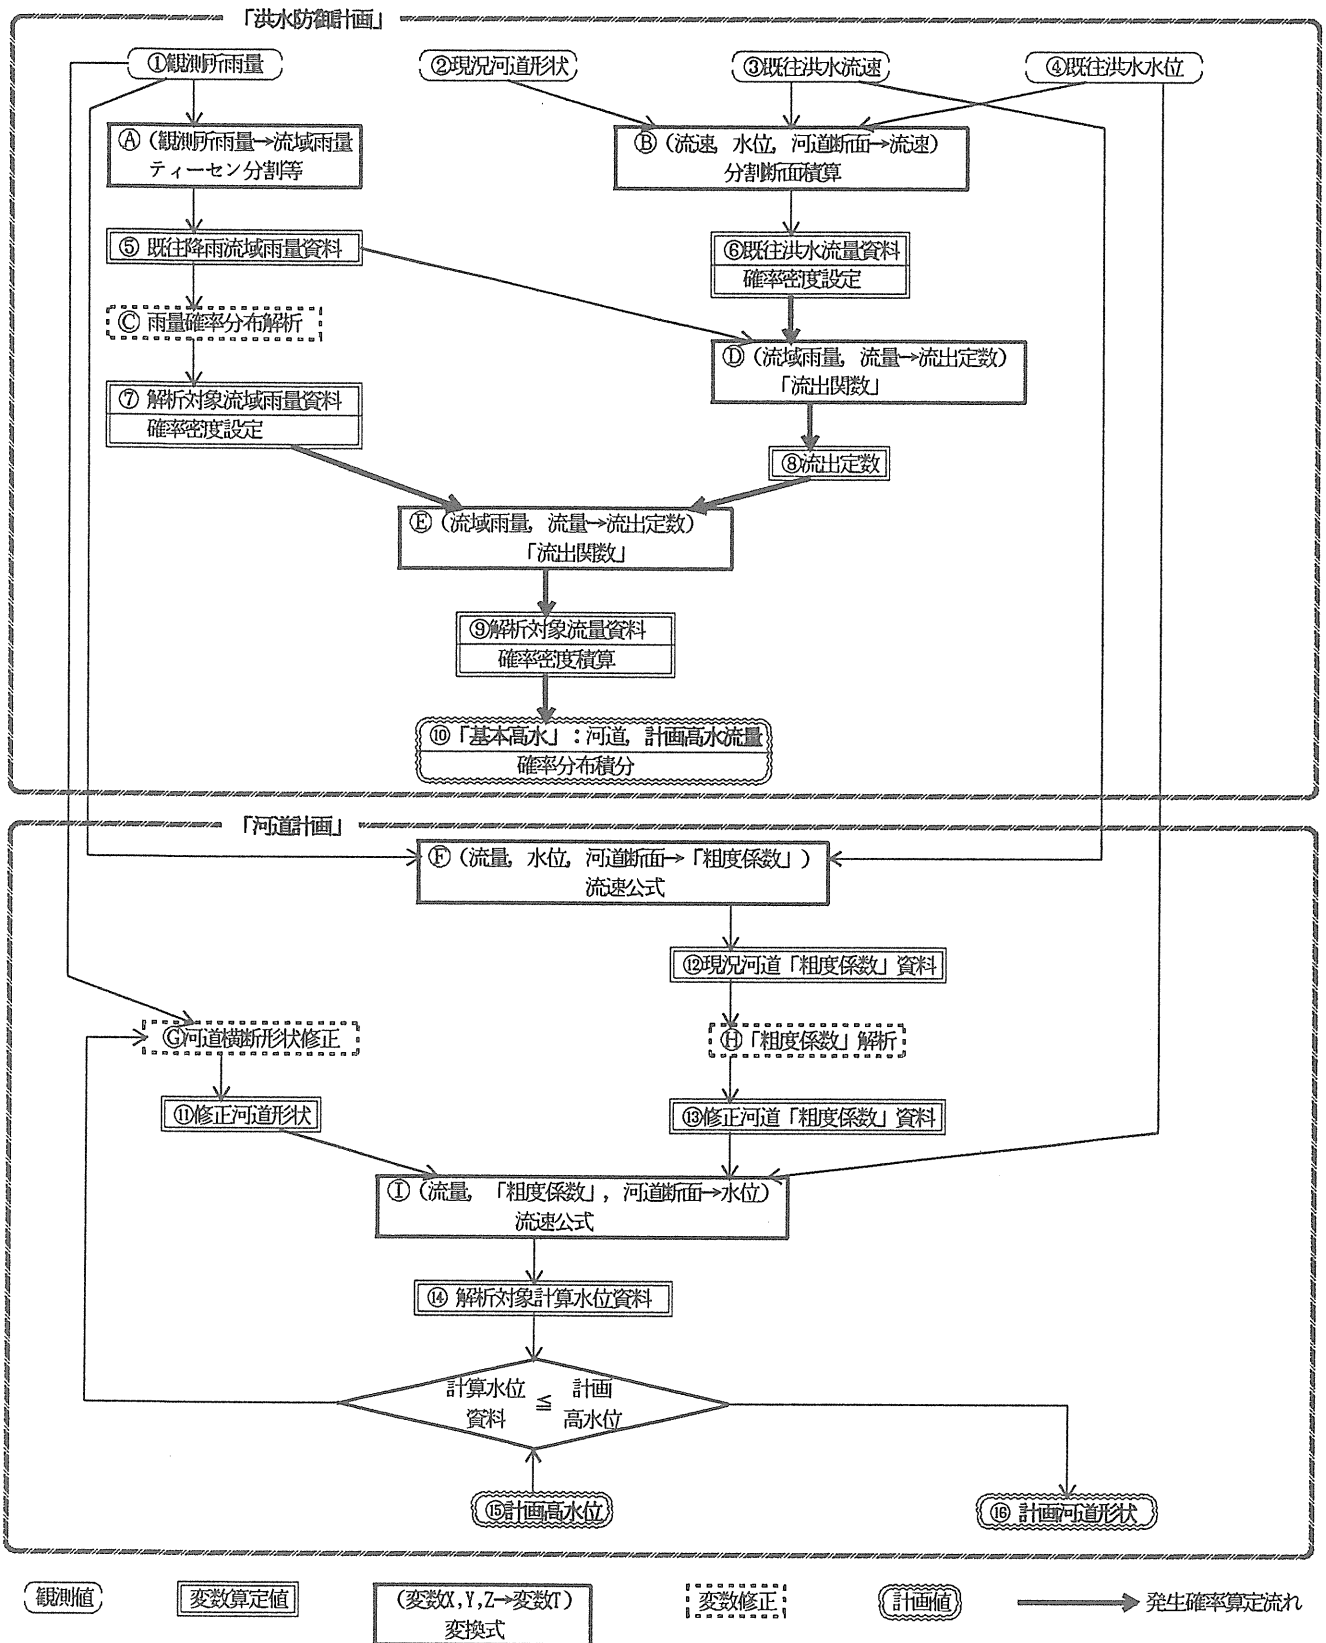 「洪水防御計画」
①観測所雨量
②現況河道形状
③既往洪水流速
④既往洪水水位
Ⓐ(観測所雨量→流域雨量
ティーセン分割等
Ⓑ(流速, 水位, 河道断面→流速)
分割断面積算
⑤ 既往降雨流域雨量資料
⑥既往洪水流量資料
確率密度設定
Ⓒ 雨量確率分布解析
Ⓓ(流域雨量, 流量→流出定数)
「流出関数」
⑦ 解析対象流域雨量資料
確率密度設定
⑧流出定数
Ⓔ(流域雨量, 流量→流出定数)
「流出関数」
⑨解析対象流量資料
確率密度積算
⑩「基本高水」:河道, 計画高水流量
確率分布積分
「河道計画」
Ⓕ(流量, 水位, 河道断面→「粗度係数」)
流速公式
⑫現況河道「粗度係数」資料
Ⓖ河道横断形状修正
Ⓗ「粗度係数」解析
⑪修正河道形状
⑬修正河道「粗度係数」資料
Ⓘ(流量, 「粗度係数」, 河道断面→水位)
流速公式
⑭ 解析対象計算水位資料
計算水位 ≦ 計画
資料 高水位
⑮計画高水位
⑯ 計画河道形状
観測値
変数算定値
(変数X,Y,Z→変数T)
変換式
変数修正
計画値
発生確率算定流れ